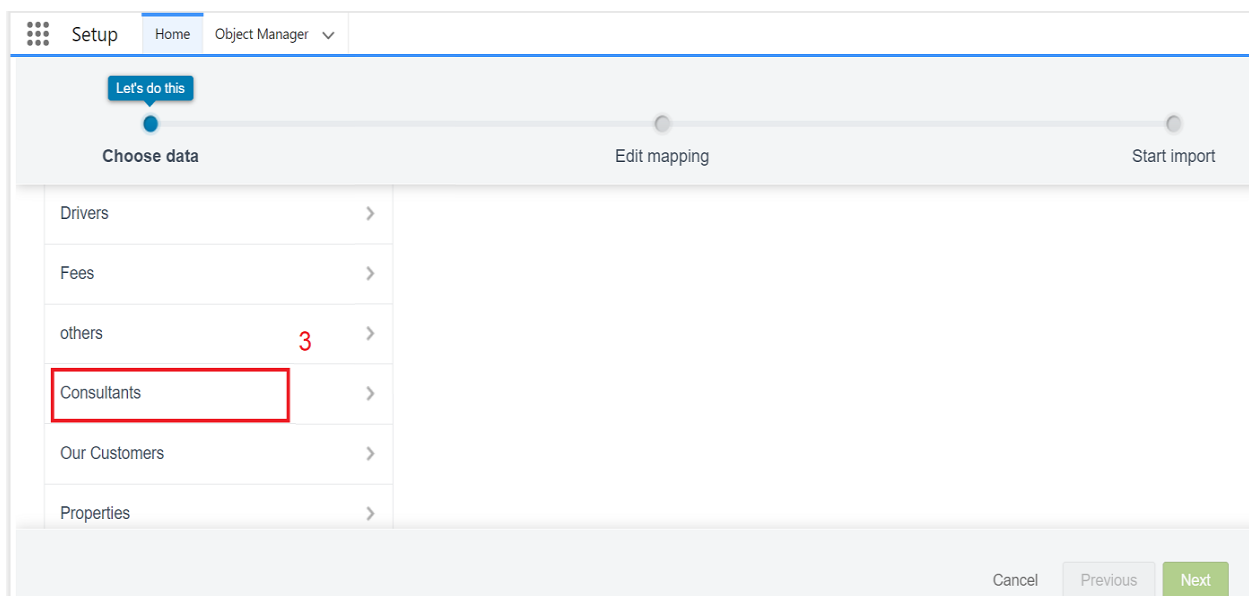 Setup Home Object Manager
Let's do this
Choose data Edit mapping Start import
Drivers
Fees
others
3
Consultants
Our Customers
Properties
Cancel Previous Next